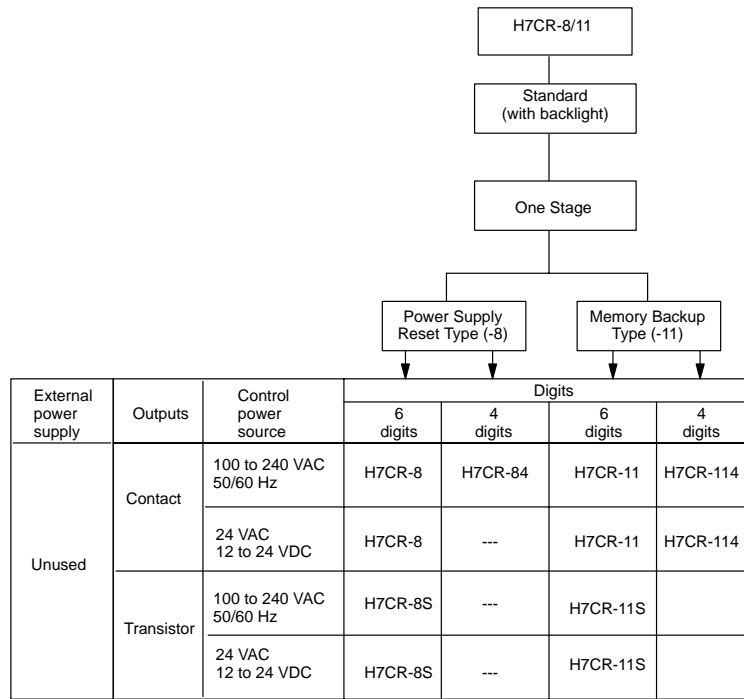 H7CR-8/11
Standard
(with backlight)
One Stage
Power Supply
Reset Type (-8)
Memory Backup
Type (-11)
External
power
supply
Outputs
Control
power
source
Digits
6
digits
4
digits
6
digits
4
digits
Unused
Contact
100 to 240 VAC
50/60 Hz
H7CR-8
H7CR-84
H7CR-11
H7CR-114
24 VAC
12 to 24 VDC
H7CR-8
---
H7CR-11
H7CR-114
Transistor
100 to 240 VAC
50/60 Hz
H7CR-8S
---
H7CR-11S
24 VAC
12 to 24 VDC
H7CR-8S
---
H7CR-11S